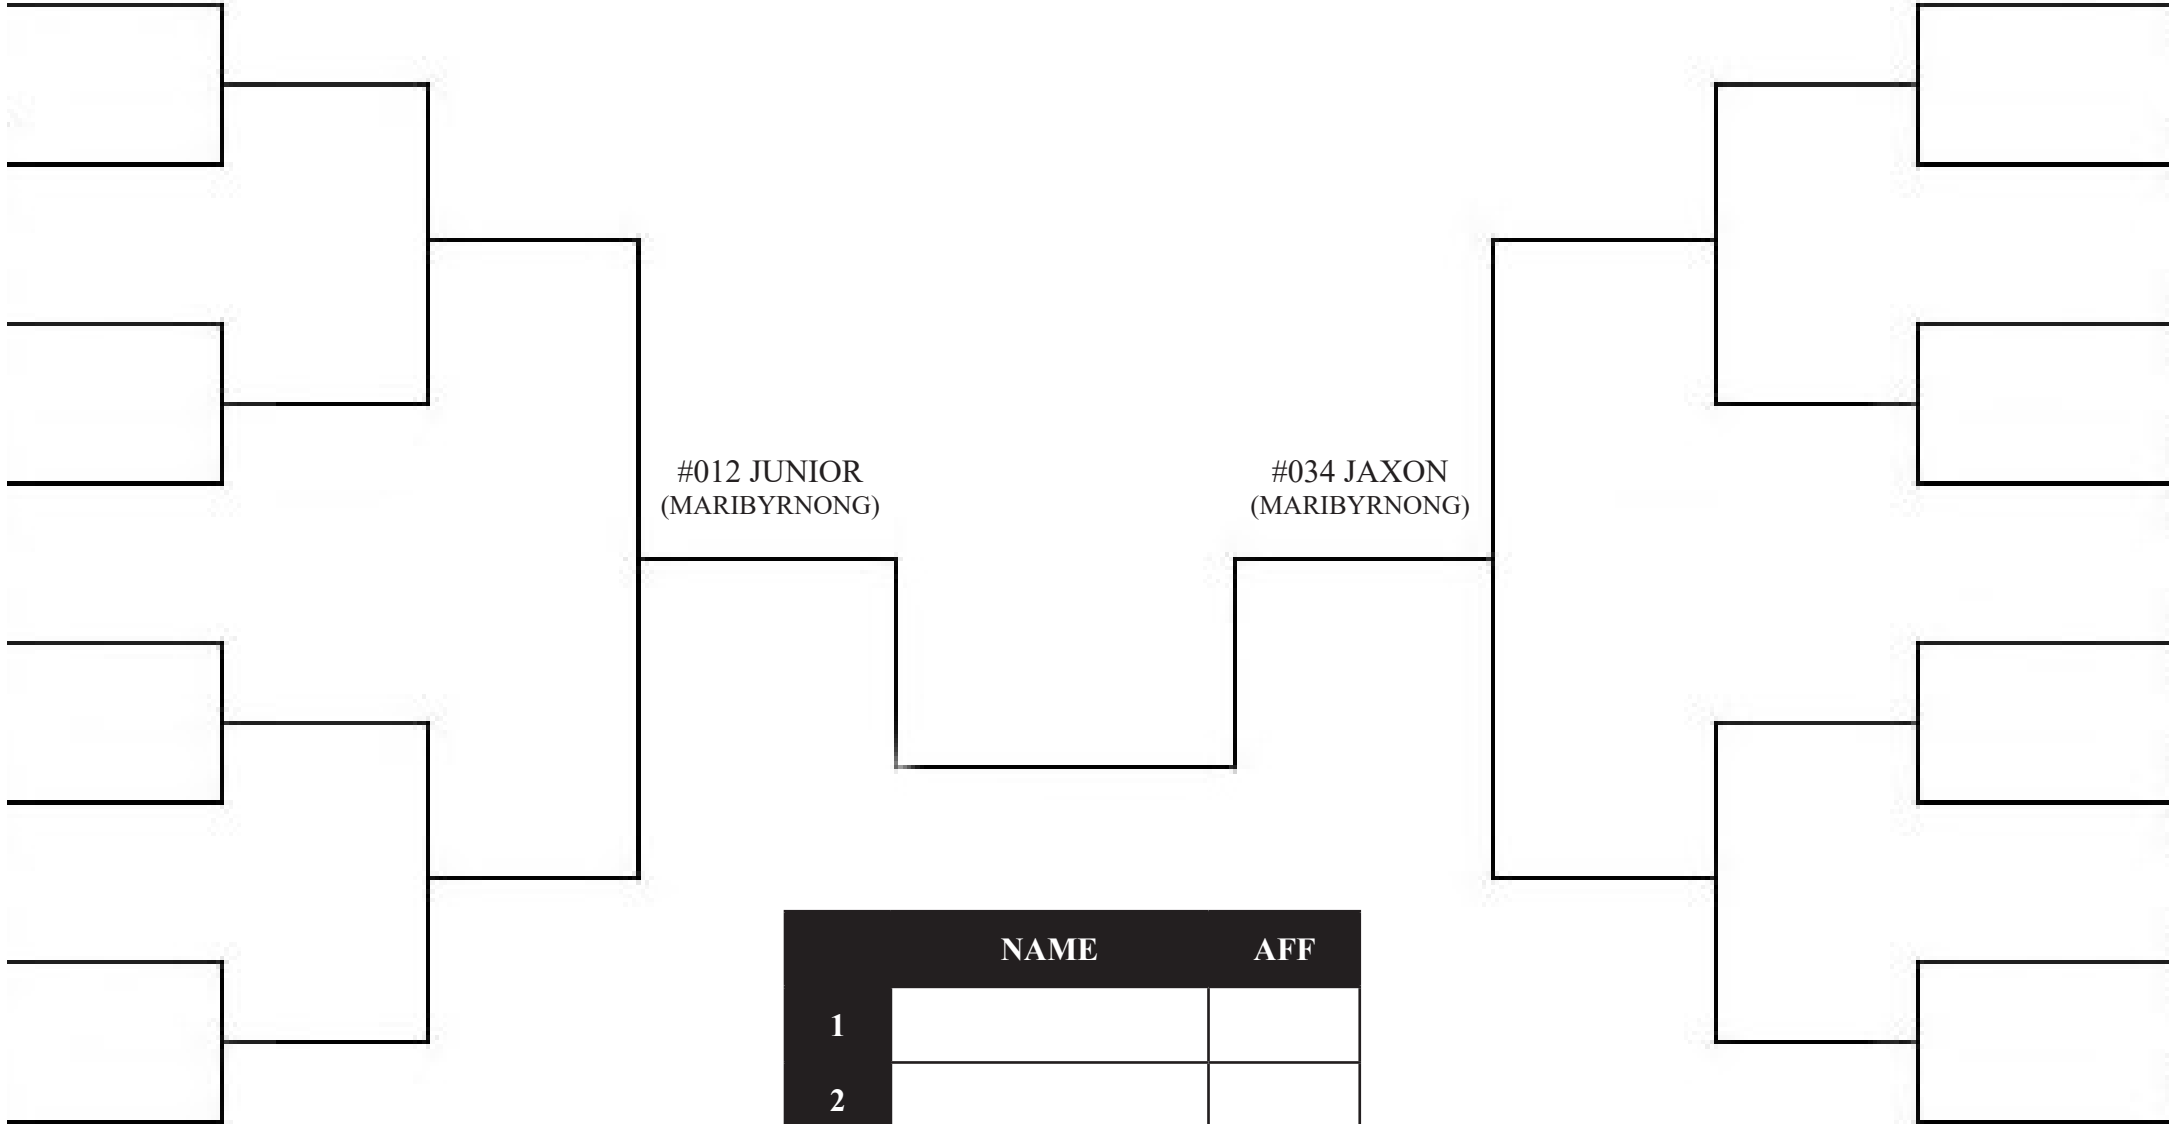 #012 JUNIOR
(MARIBYRNONG)
#034 JAXON
(MARIBYRNONG)
NAME AFF
1
2